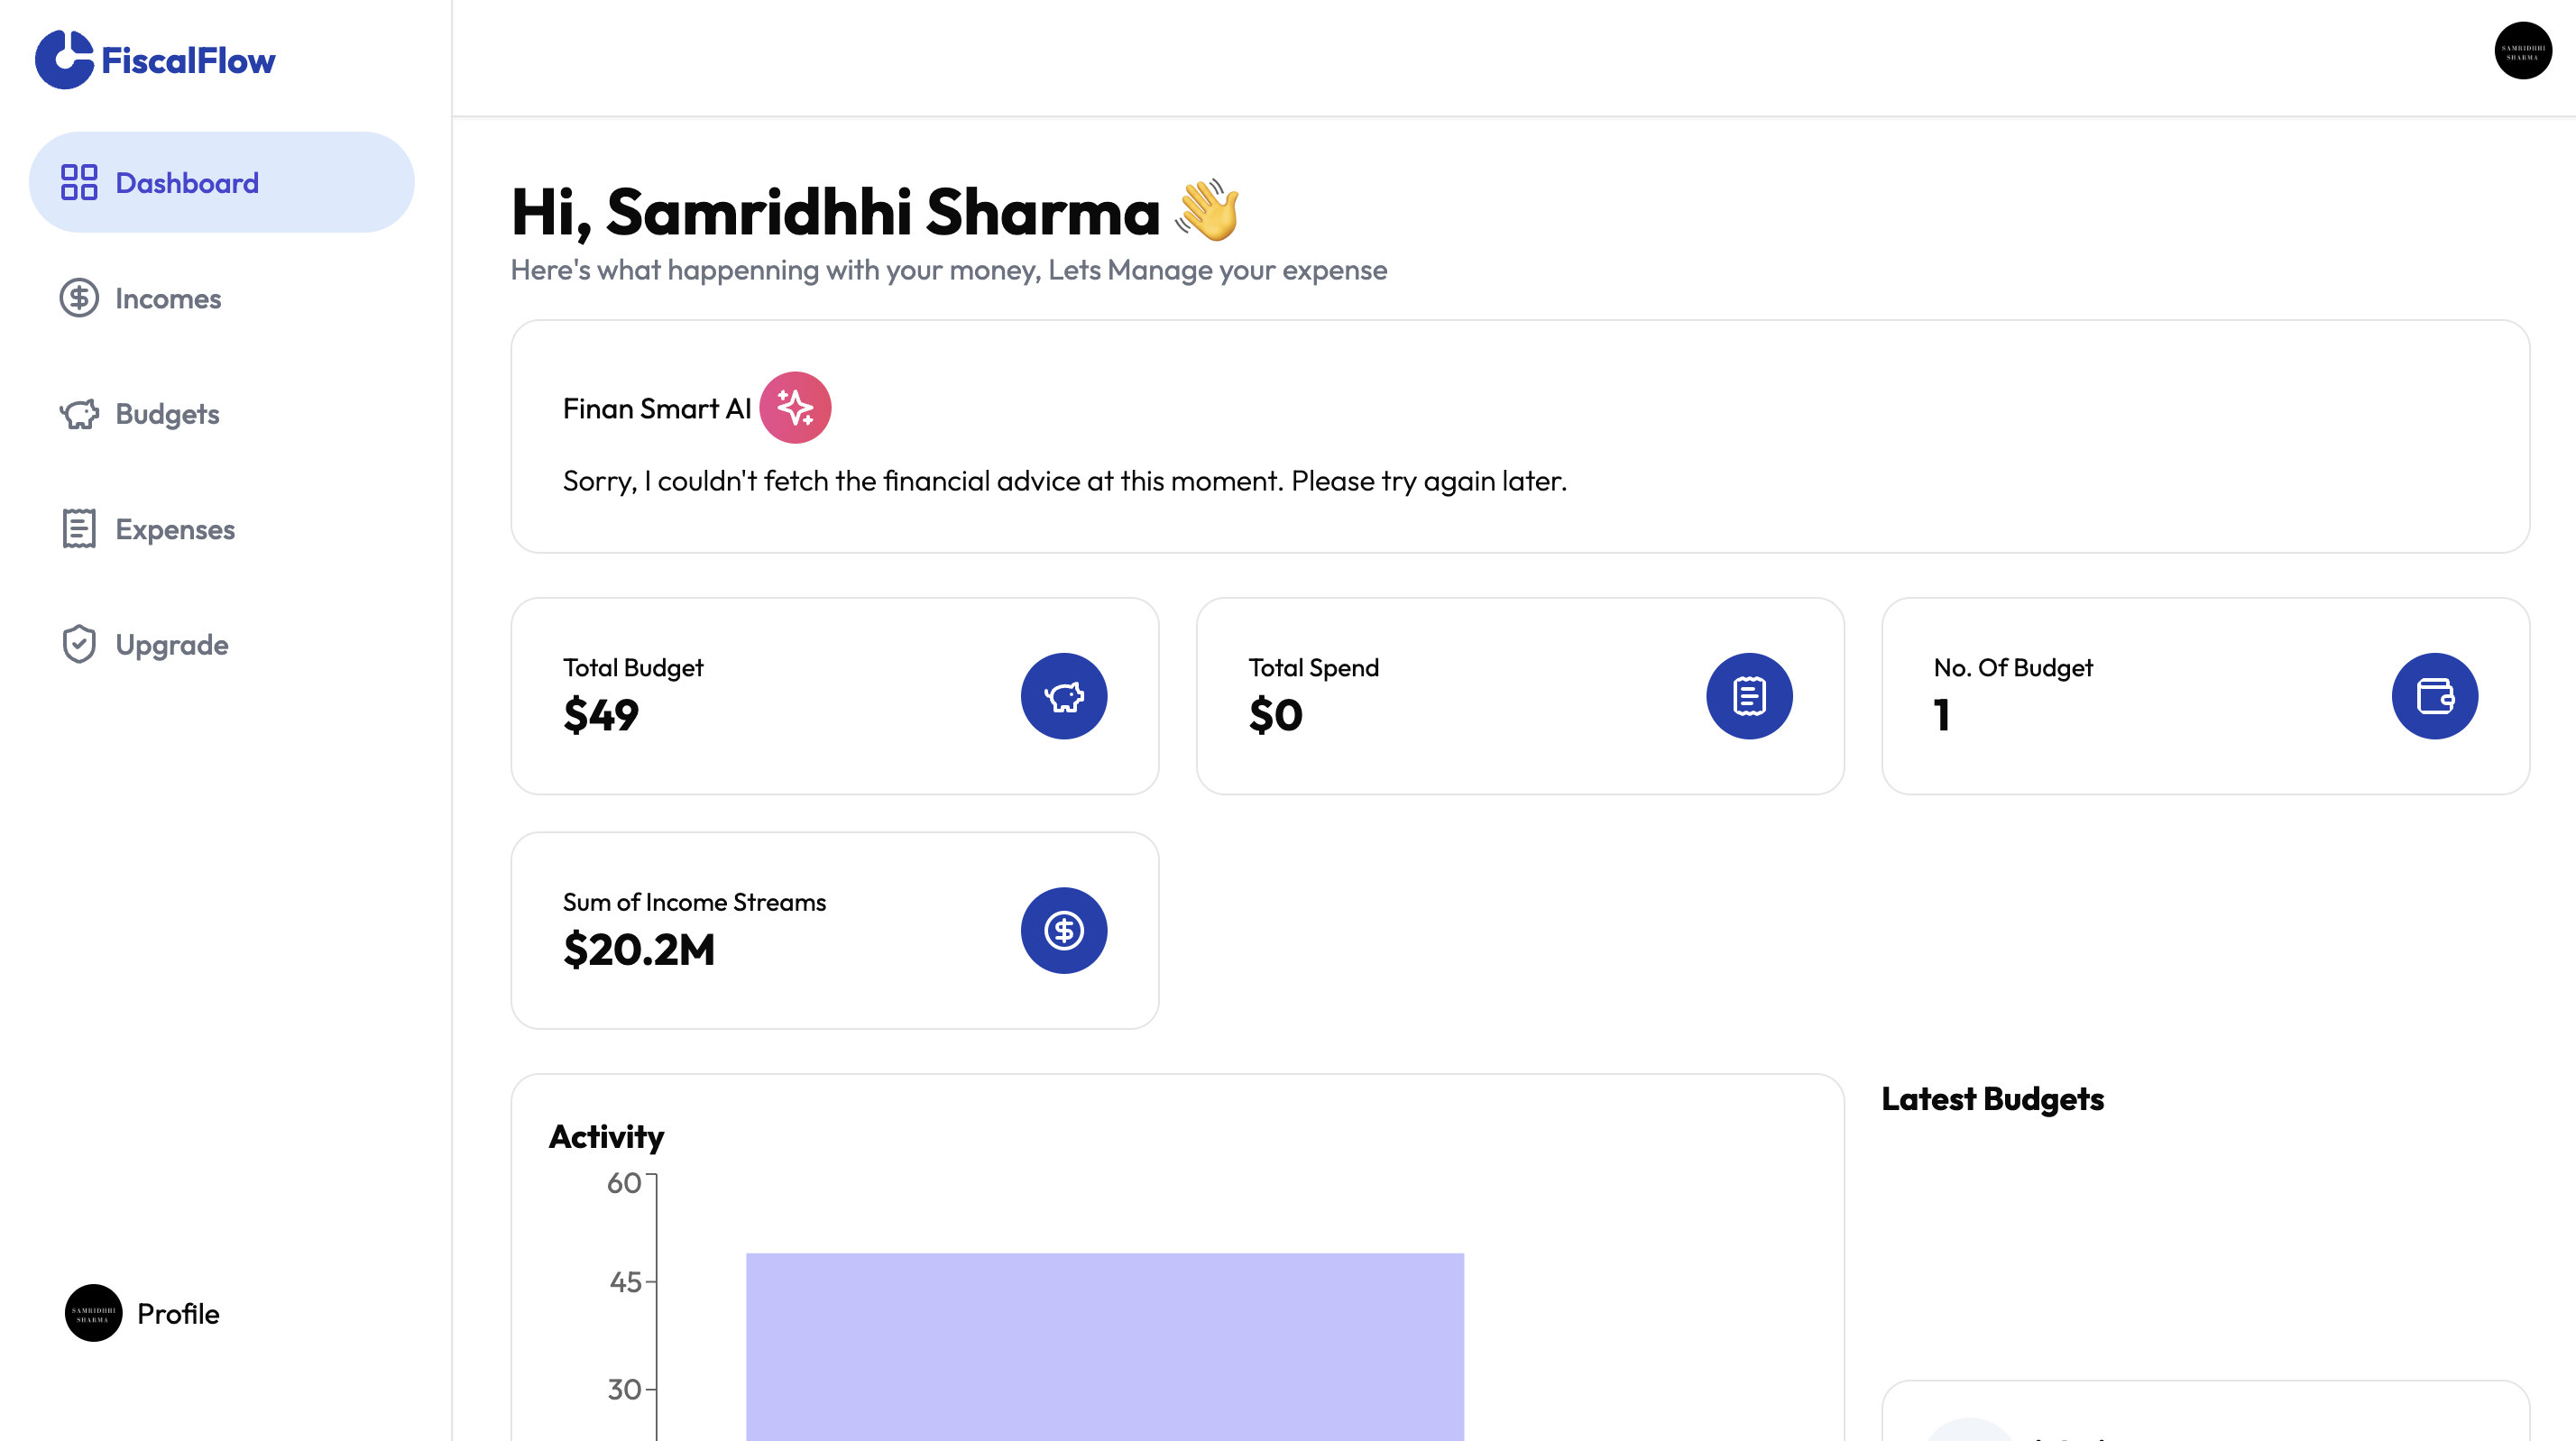 FiscalFlow
SAMRIDHHI
SHARMA
Dashboard
Incomes
Budgets
Expenses
Upgrade
SAMRIDHHI
SHARMA
Profile
Hi, Samridhhi Sharma 👋
Here's what happenning with your money, Lets Manage your expense
Finan Smart AI
Sorry, I couldn't fetch the financial advice at this moment. Please try again later.
Total Budget
$49
Total Spend
$0
No. Of Budget
1
Sum of Income Streams
$20.2M
Activity
60
45
30
Latest Budgets